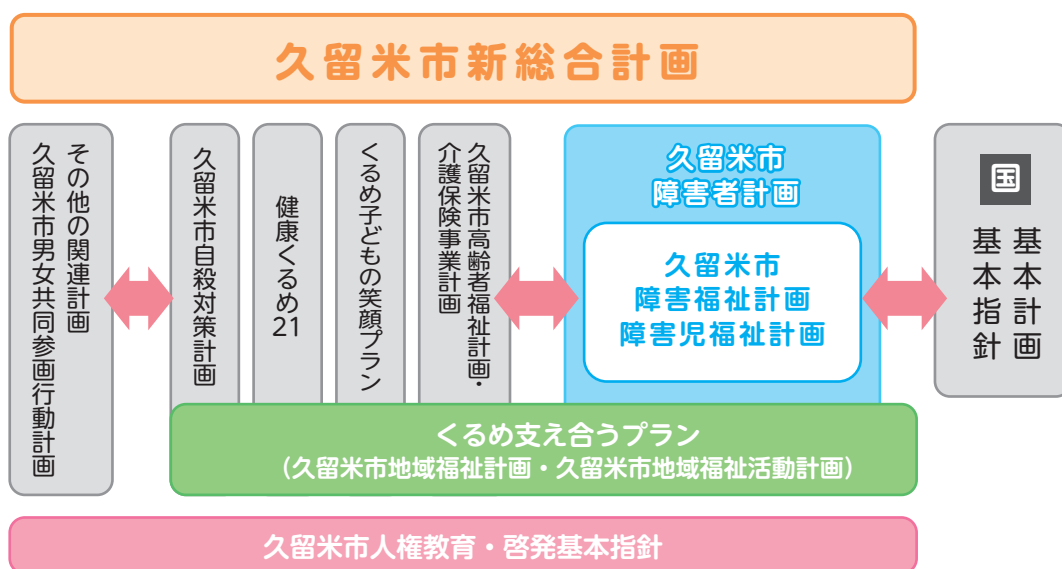 久留米市新総合計画
その他の関連計画
久留米市男女共同参画行動計画
久留米市自殺対策計画
健康くるめ21
くるめ子どもの笑顔プラン
久留米市高齢者福祉計画・
介護保険事業計画
久留米市
障害者計画
久留米市
障害福祉計画
障害児福祉計画
国
基本計画
基本指針
くるめ支え合うプラン
（久留米市地域福祉計画・久留米市地域福祉活動計画）
久留米市人権教育・啓発基本指針